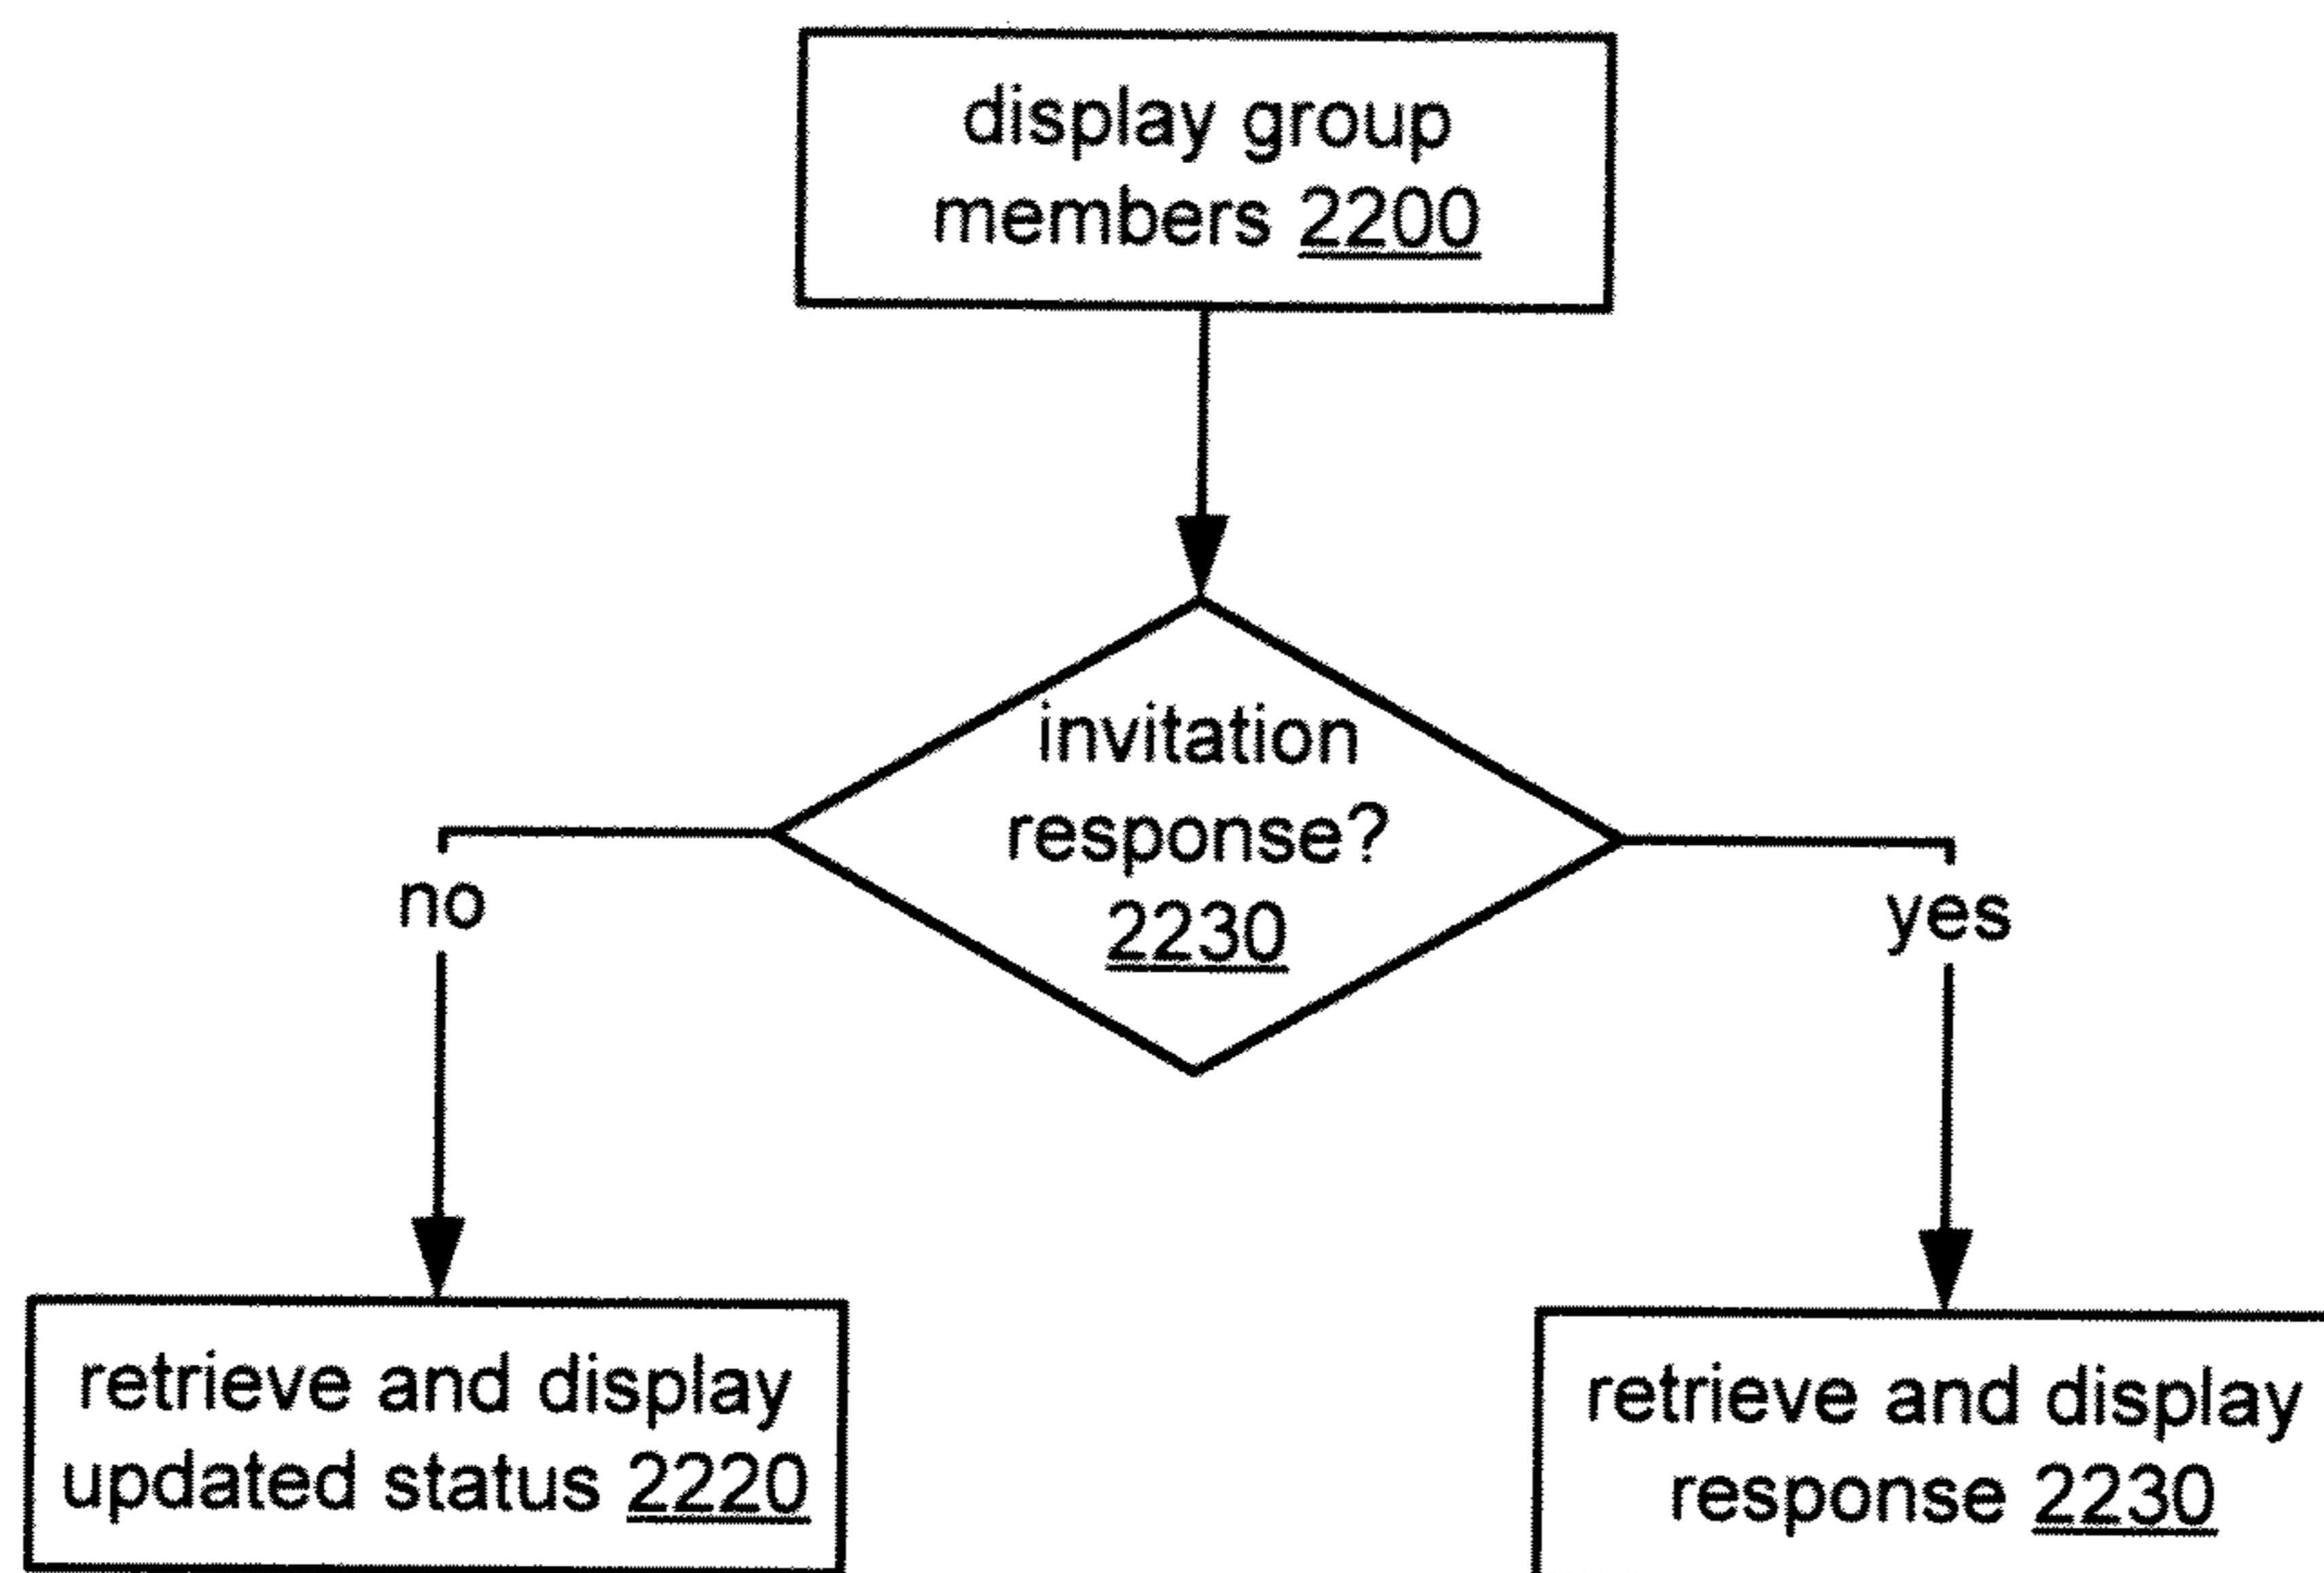 display group
members 2200
invitation
response?
2230
no
yes
retrieve and display
updated status 2220
retrieve and display
response 2230